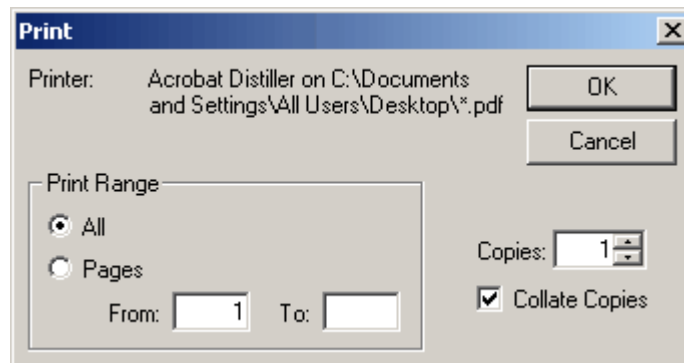 Print
Printer: Acrobat Distiller on C:\Documents
and Settings\All Users\Desktop\*.pdf
OK
Cancel
Print Range
All
Pages
From: 1 To:
Copies: 1
Collate Copies